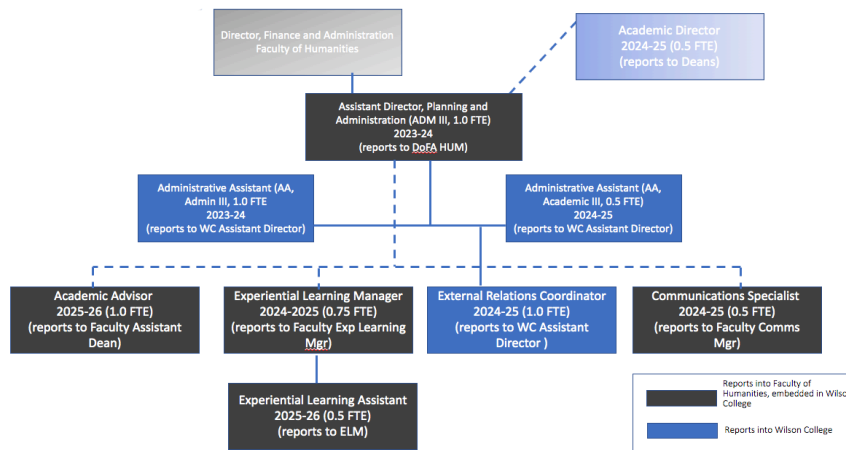 Director, Finance and Administration
Faculty of Humanities
Academic Director
2024-25 (0.5 FTE)
(reports to Deans)
Assistant Director, Planning and
Administration (ADM III, 1.0 FTE)
2023-24
(reports to DoFA HUM)
Administrative Assistant (AA,
Admin III, 1.0 FTE
2023-24
(reports to WC Assistant Director)
Administrative Assistant (AA,
Academic III, 0.5 FTE)
2024-25
(reports to WC Assistant Director)
Academic Advisor
2025-26 (1.0 FTE)
(reports to Faculty Assistant
Dean)
Experiential Learning Manager
2024-2025 (0.75 FTE)
(reports to Faculty Exp Learning
Mgr)
External Relations Coordinator
2024-25 (1.0 FTE)
(reports to WC Assistant
Director )
Communications Specialist
2024-25 (0.5 FTE)
(reports to Faculty Comms
Mgr)
Experiential Learning Assistant
2025-26 (0.5 FTE)
(reports to ELM)
Reports into Faculty of
Humanities, embedded in Wilso
College
Reports into Wilson College